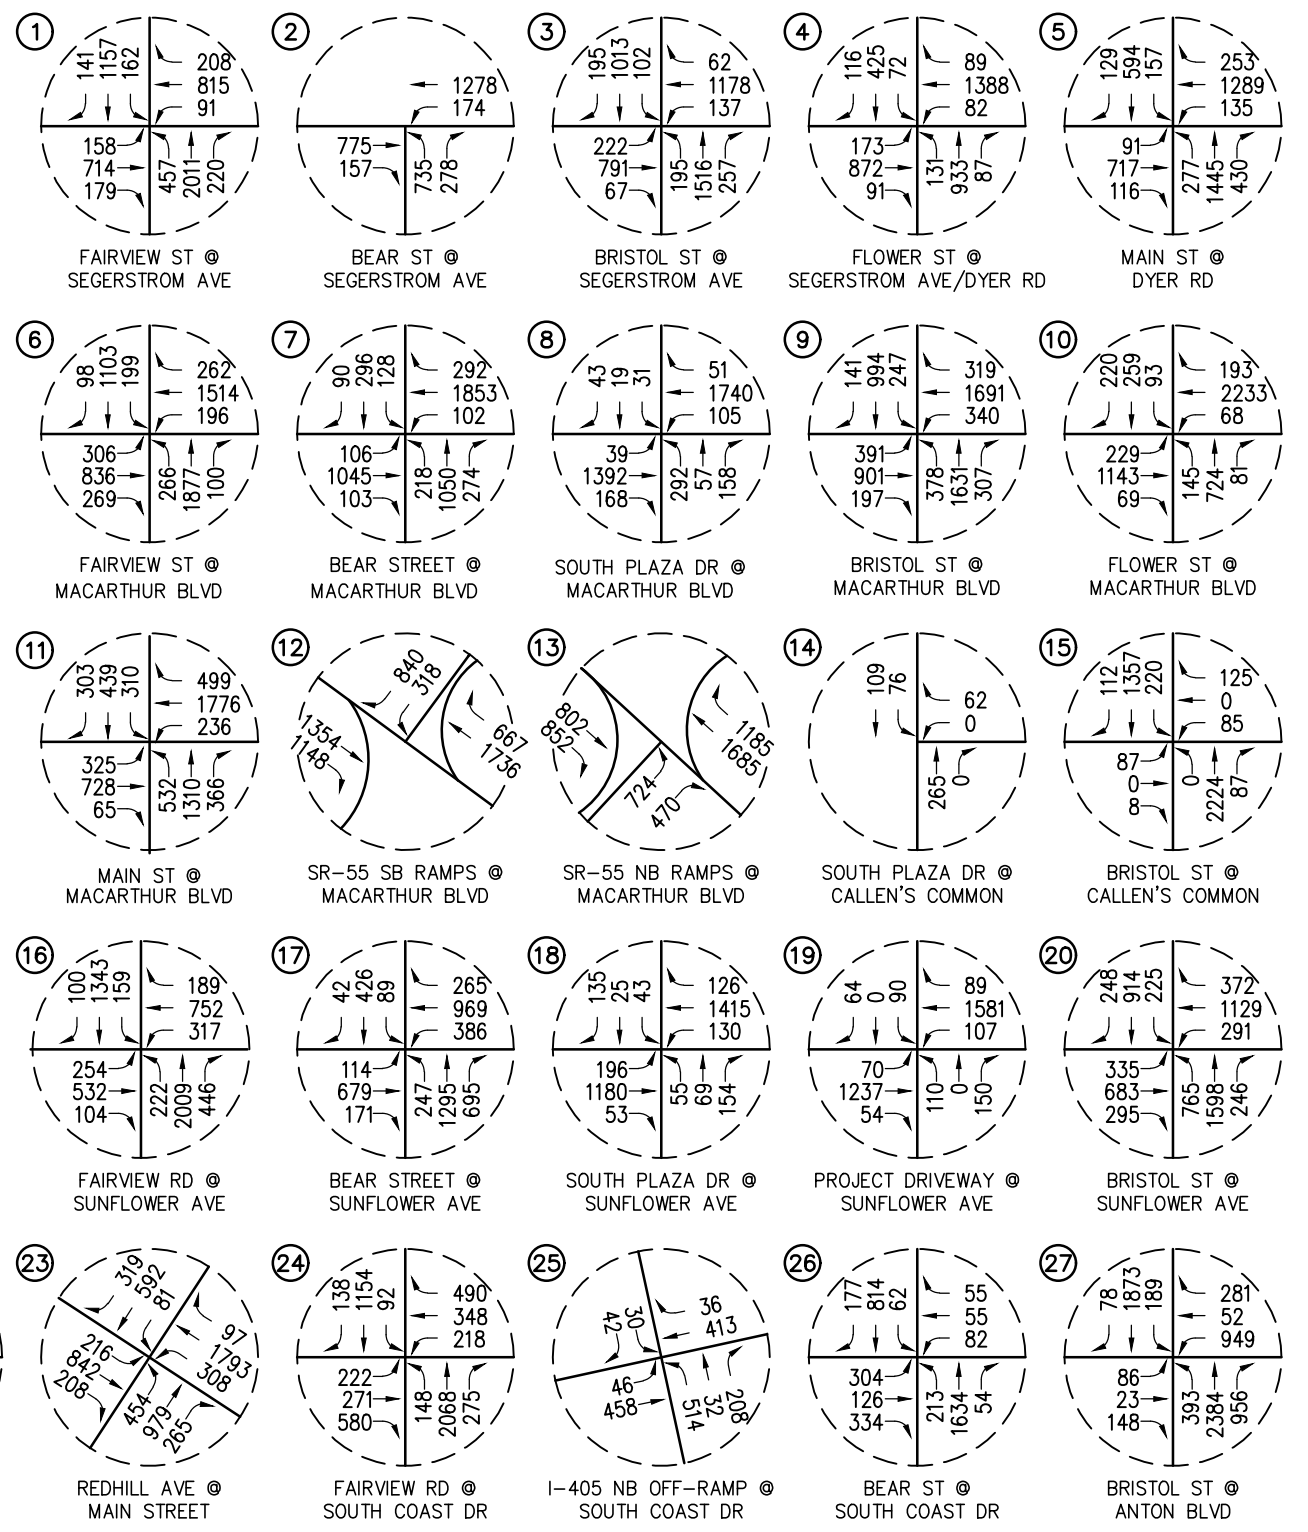 1
141 1157 162
208
815
91
158
714
179
457 2011 220
FAIRVIEW ST @
SEGERSTROM AVE
2
1278
174
775
157
735 278
BEAR ST @
SEGERSTROM AVE
3
195 1013 102
62
1178
137
222
791
67
195 1516 257
BRISTOL ST @
SEGERSTROM AVE
4
116 425 72
89
1388
82
173
872
91
131 933 87
FLOWER ST @
SEGERSTROM AVE/DYER RD
5
129 594 157
253
1289
135
91
717
116
277 1445 430
MAIN ST @
DYER RD
6
98 1103 199
262
1514
196
306
836
269
266 1877 100
FAIRVIEW ST @
MACARTHUR BLVD
7
90 296 128
292
1853
102
106
1045
103
218 1050 274
BEAR STREET @
MACARTHUR BLVD
8
43 19 31
51
1740
105
39
1392
168
292 57 158
SOUTH PLAZA DR @
MACARTHUR BLVD
9
141 994 247
319
1691
340
391
901
197
378 1631 307
BRISTOL ST @
MACARTHUR BLVD
10
220 259 93
193
2233
68
229
1143
69
145 724 81
FLOWER ST @
MACARTHUR BLVD
11
303 439 310
499
1776
236
325
728
65
532 1310 366
MAIN ST @
MACARTHUR BLVD
12
840
318
1354
1148
667
1736
SR-55 SB RAMPS @
MACARTHUR BLVD
13
802
852
1185
1685
724
470
SR-55 NB RAMPS @
MACARTHUR BLVD
14
109 76
62
0
265 0
SOUTH PLAZA DR @
CALLEN'S COMMON
15
112 1357 220
125
0
85
87
0
8
0 2224 87
BRISTOL ST @
CALLEN'S COMMON
16
100 1343 159
189
752
317
254
532
104
222 2009 446
FAIRVIEW RD @
SUNFLOWER AVE
17
42 426 89
265
969
386
114
679
171
247 1295 695
BEAR STREET @
SUNFLOWER AVE
18
135 25 43
126
1415
130
196
1180
53
55 69 154
SOUTH PLAZA DR @
SUNFLOWER AVE
19
64 0 90
89
1581
107
70
1237
54
110 0 150
PROJECT DRIVEWAY @
SUNFLOWER AVE
20
248 914 225
372
1129
291
335
683
295
765 1598 246
BRISTOL ST @
SUNFLOWER AVE
23
319 592 81
97
1793
308
216
842
208
454 979 265
REDHILL AVE @
MAIN STREET
24
138 1154 92
490
348
218
222
271
580
148 2068 275
FAIRVIEW RD @
SOUTH COAST DR
25
42 30
36
413
46
458
514 32 208
I-405 NB OFF-RAMP @
SOUTH COAST DR
26
177 814 62
55
55
82
304
126
334
213 1634 54
BEAR ST @
SOUTH COAST DR
27
78 1873 189
281
52
949
86
23
148
393 2384 956
BRISTOL ST @
ANTON BLVD